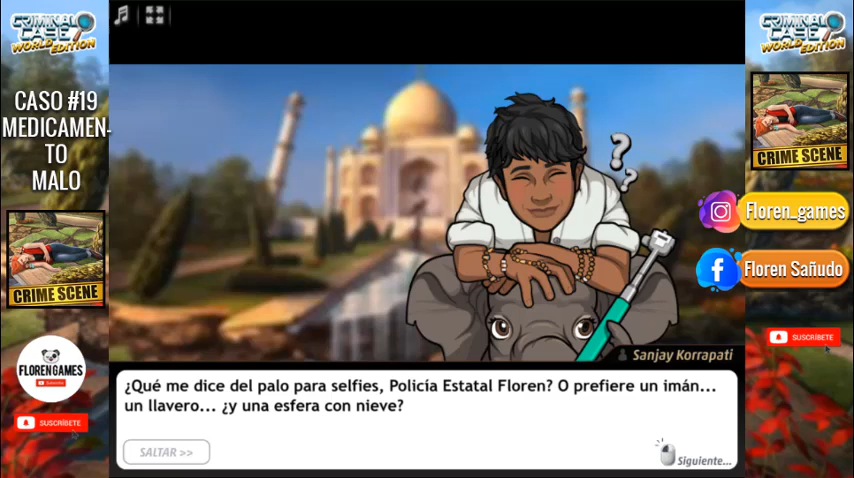 CRIMINAL
CASE
WORLD EDITION
CASO #19
MEDICAMEN-
TO
MALO
CRIME SCENE
FLOREN GAMES
Suscríbete
SUSCRÍBETE
Sanjay Korrapati
¿Qué me dice del palo para selfies, Policía Estatal Floren? O prefiere un imán...
un llavero... ¿y una esfera con nieve?
SALTAR >>
Siguiente...
CRIMINAL
CASE
WORLD EDITION
CRIME SCENE
Floren_games
Floren Sañudo
SUSCRÍBETE